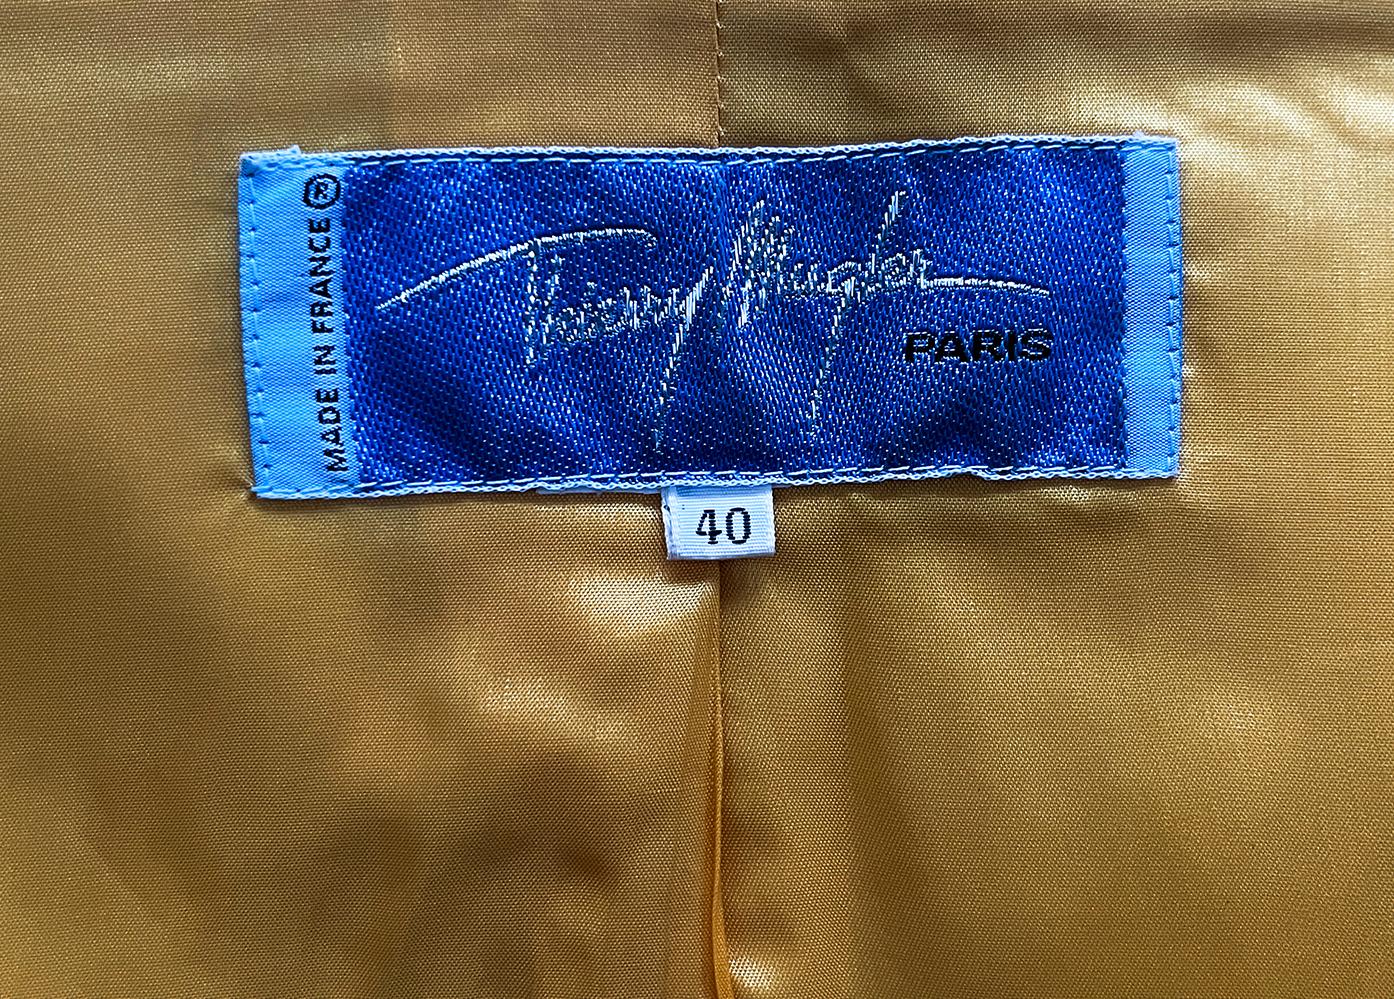 MADE IN FRANCE ®
Thierry Mugler
PARIS
40